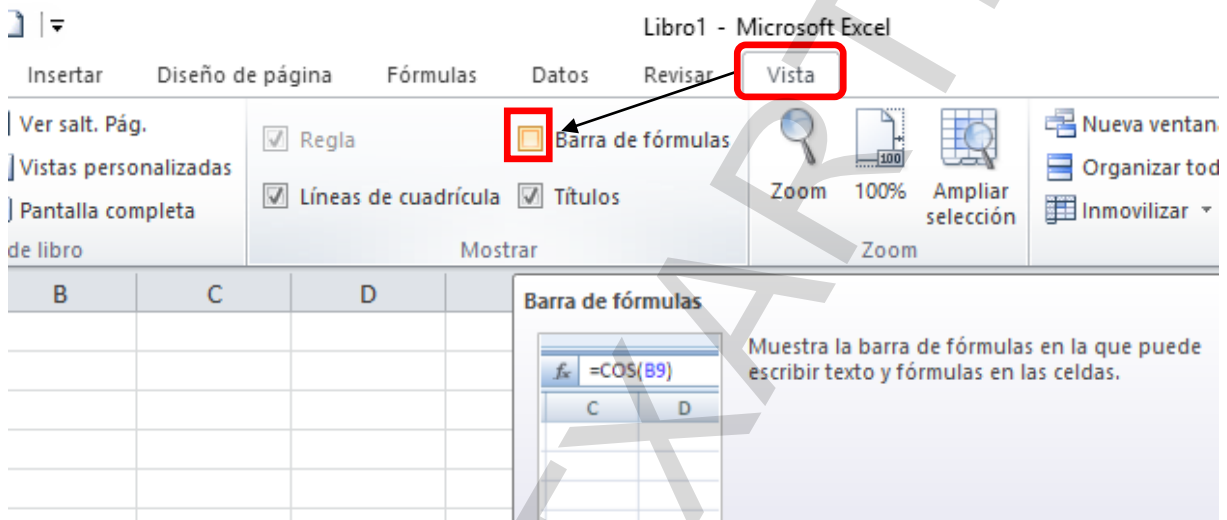 Libro1 - Microsoft Excel
Insertar Diseño de página Fórmulas Datos Revisar Vista
Ver salt. Pág.
Vistas personalizadas
Pantalla completa
de libro
Regla
Barra de fórmulas
Líneas de cuadrícula
Títulos
Mostrar
Zoom
100
100%
Ampliar
selección
Zoom
Nueva ventan
Organizar tod
Inmovilizar
B C D
Barra de fórmulas
fx =COS(B9)
C D
Muestra la barra de fórmulas en la que puede
escribir texto y fórmulas en las celdas.